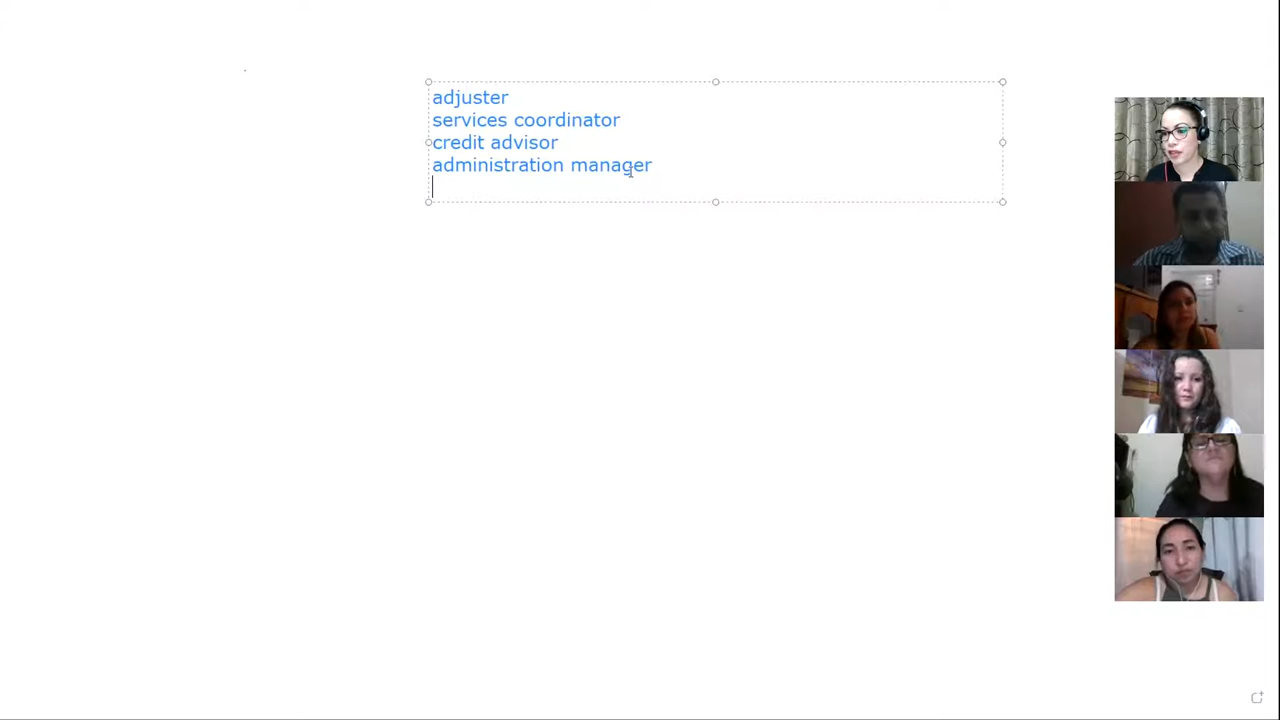 adjuster
services coordinator
credit advisor
administration manager